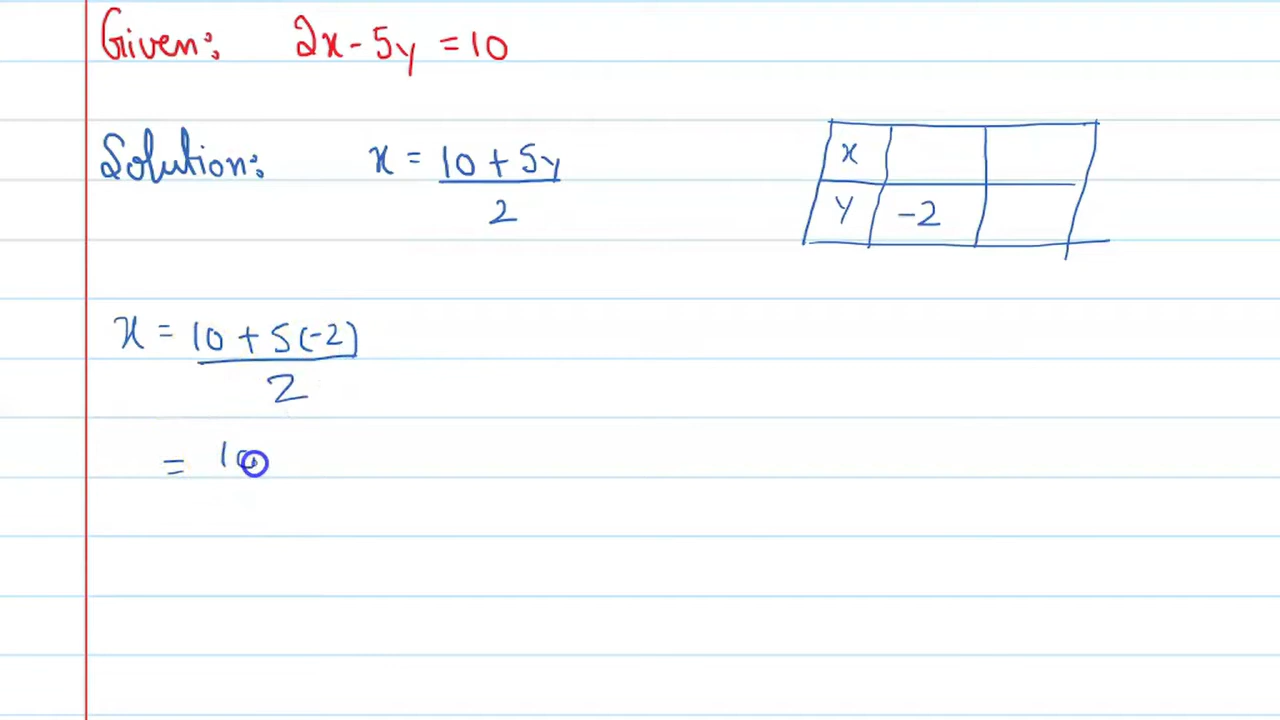 Given: 2x - 5y = 10
Solution: x = 10 + 5y
2
x
y -2
x = 10 + 5(-2)
2
= 10